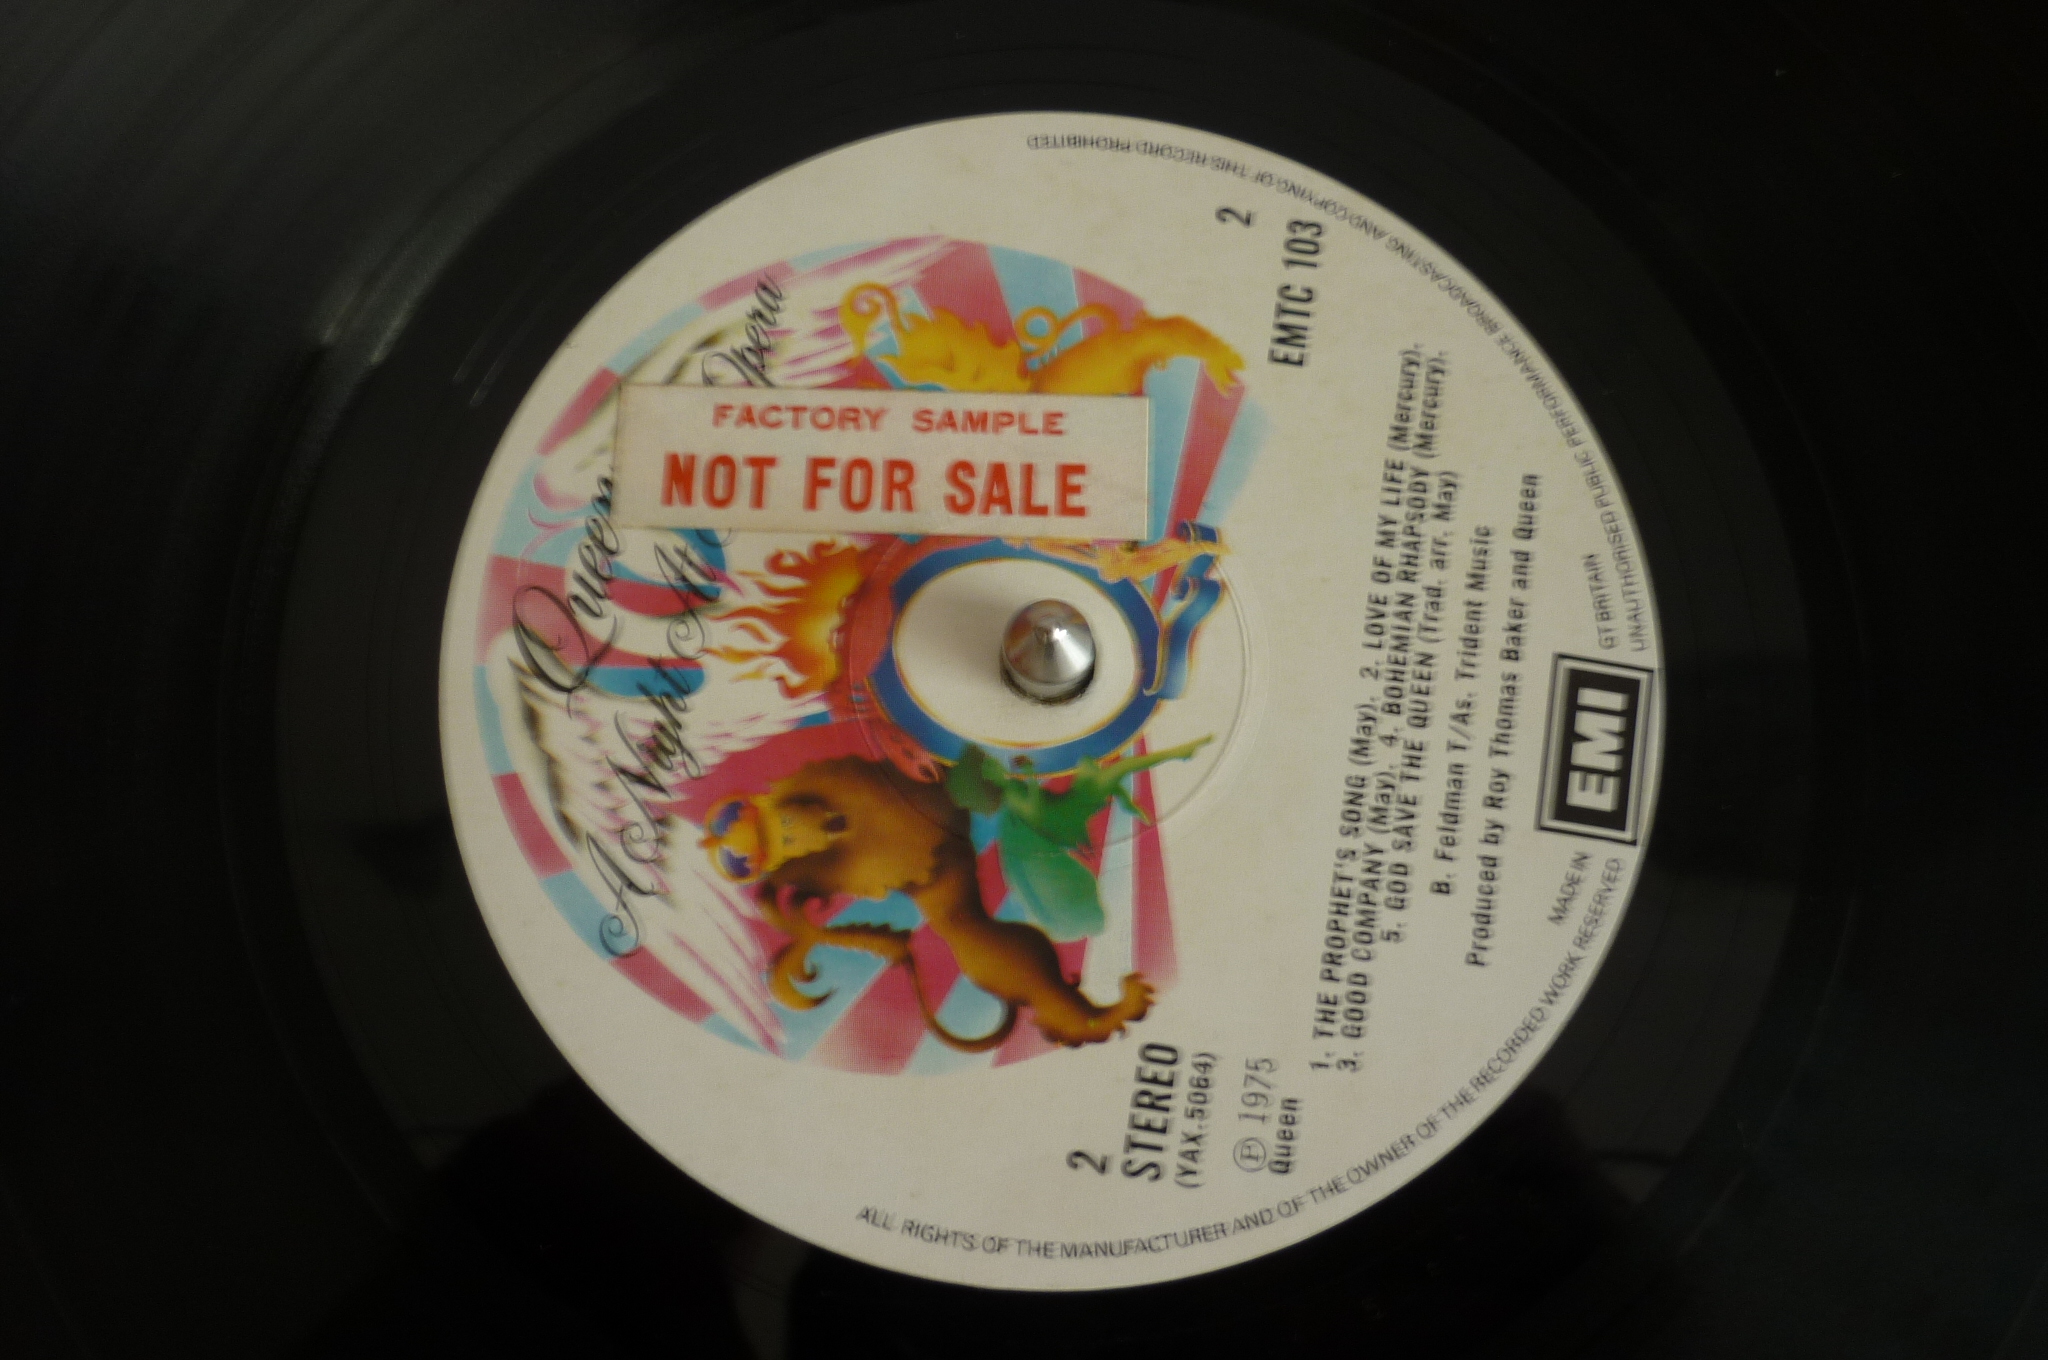 Queen
A Night At Opera
FACTORY SAMPLE
NOT FOR SALE
2
STEREO
(YAX.5064)
Ⓟ 1975
Queen
2
EMTC 103
1. THE PROPHET'S SONG (May). 2. LOVE OF MY LIFE (Mercury).
3. GOOD COMPANY (May). 4. BOHEMIAN RHAPSODY (Mercury).
5. GOD SAVE THE QUEEN (Trad. arr. May)
B. Feldman T/As. Trident Music
Produced by Roy Thomas Baker and Queen
EMI
MADE IN GT BRITAIN
ALL RIGHTS OF THE MANUFACTURER AND OF THE OWNER OF THE RECORDED WORK RESERVED
UNAUTHORISED PUBLIC PERFORMANCE BROADCASTING AND COPYING OF THIS RECORD PROHIBITED